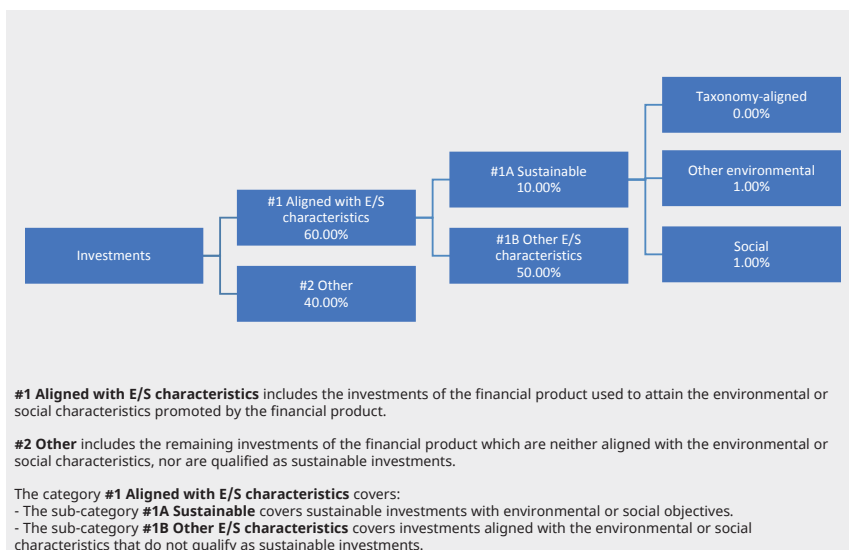 Taxonomy-aligned
0.00%
#1A Sustainable
10.00%
Other environmental
1.00%
#1 Aligned with E/S
characteristics
60.00%
Investments
#1B Other E/S
characteristics
50.00%
Social
1.00%
#2 Other
40.00%
#1 Aligned with E/S characteristics includes the investments of the financial product used to attain the environmental or
social characteristics promoted by the financial product.
#2 Other includes the remaining investments of the financial product which are neither aligned with the environmental or
social characteristics, nor are qualified as sustainable investments.
The category #1 Aligned with E/S characteristics covers:
- The sub-category #1A Sustainable covers sustainable investments with environmental or social objectives.
- The sub-category #1B Other E/S characteristics covers investments aligned with the environmental or social
characteristics that do not qualify as sustainable investments.